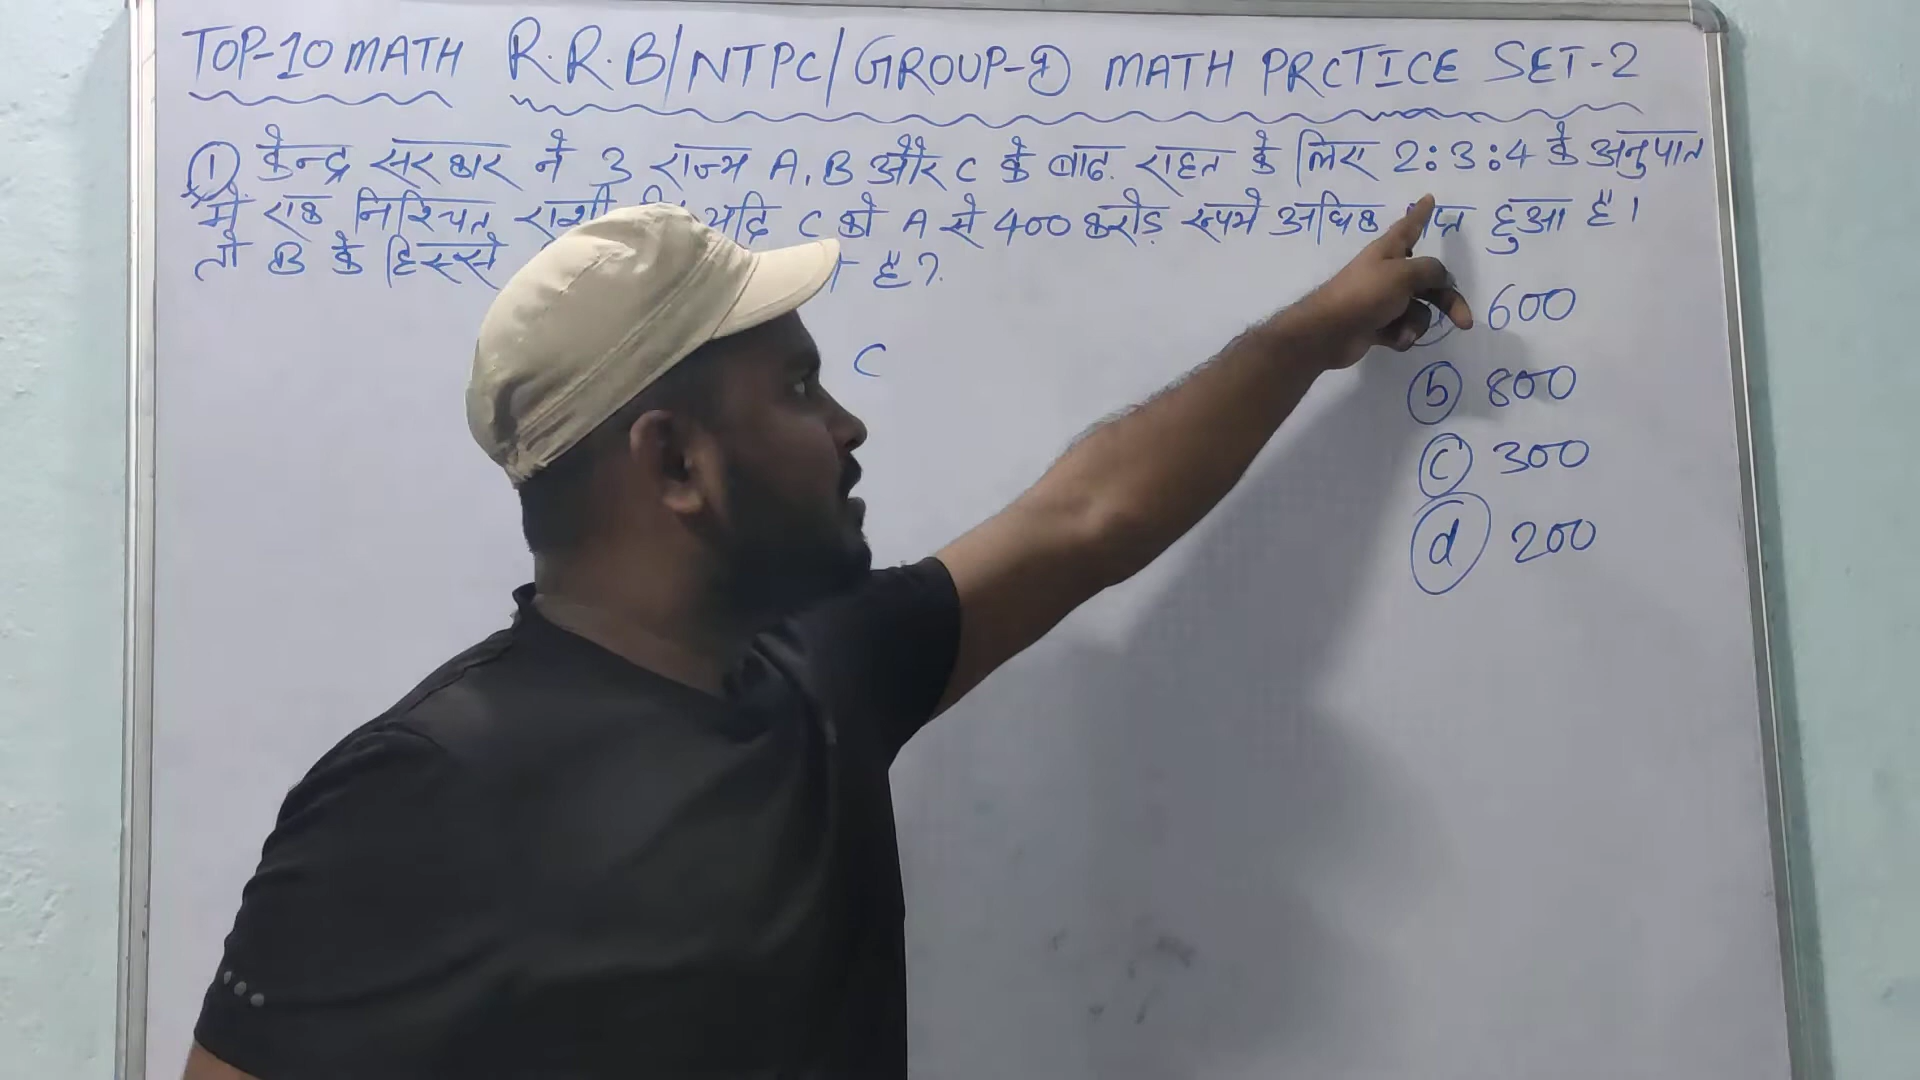 TOP-10 MATH R.R.B/NTPC/GROUP-D MATH PRCTICE SET-2
① केन्द्र सरकार ने 3 राज्य A, B और C के बाढ़ राहत के लिए 2:3:4 के अनुपात
में एक निश्चित राशी यदि C को A से 400 करोड़ रूपये अधिक हुआ है।
तो B के हिस्से है?
600
C
ⓑ 800
ⓒ 300
ⓓ 200